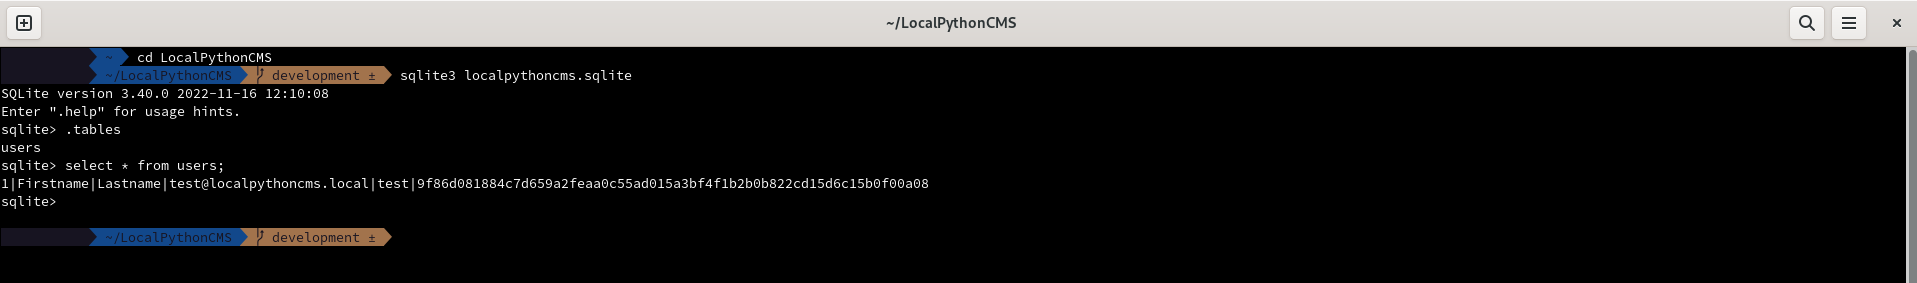 ~/LocalPythonCMS
~ cd LocalPythonCMS
~/LocalPythonCMS development ± sqlite3 localpythoncms.sqlite
SQLite version 3.40.0 2022-11-16 12:10:08
Enter ".help" for usage hints.
sqlite> .tables
users
sqlite> select * from users;
1|Firstname|Lastname|test@localpythoncms.local|test|9f86d081884c7d659a2feaa0c55ad015a3bf4f1b2b0b822cd15d6c15b0f00a08
sqlite>
~/LocalPythonCMS development ±